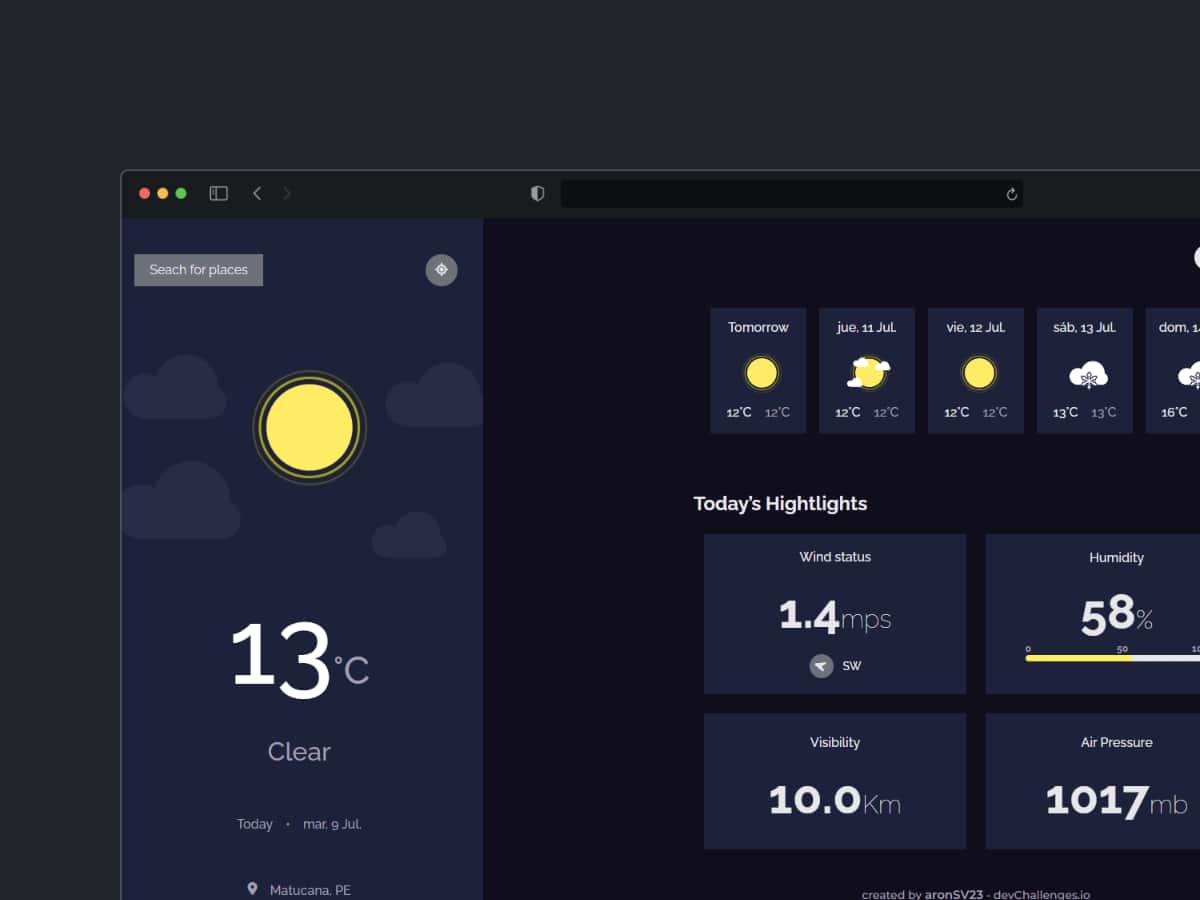 Seach for places
13°C
Clear
Today • mar, 9 Jul.
Matucana, PE
Tomorrow
12°C 12°C
jue, 11 Jul.
12°C 12°C
vie, 12 Jul.
12°C 12°C
sáb, 13 Jul.
13°C 13°C
dom, 1
16°C
Today's Hightlights
Wind status
1.4mps
SW
Humidity
58%
0 50 10
Visibility
10.0Km
Air Pressure
1017mb
created by aronSV23 - devChallenges.io